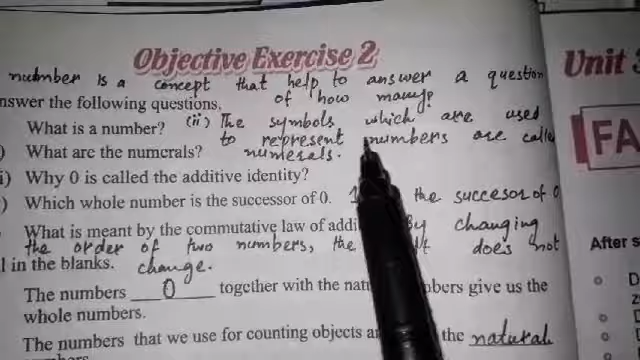 Objective Exercise 2
Unit
number is a concept that help to answer a question
nswer the following questions. of how many?
What is a number? (ii) The symbols which are used
to represent numbers are calle
What are the numerals? numerals.
FA
i) Why 0 is called the additive identity?
) Which whole number is the successor of 0. the succesor of 0
What is meant by the commutative law of addi By changing
the order of two numbers, the does not
After s
l in the blanks. change.
The numbers 0 together with the nat bers give us the
whole numbers.
The numbers that we use for counting objects a the natural